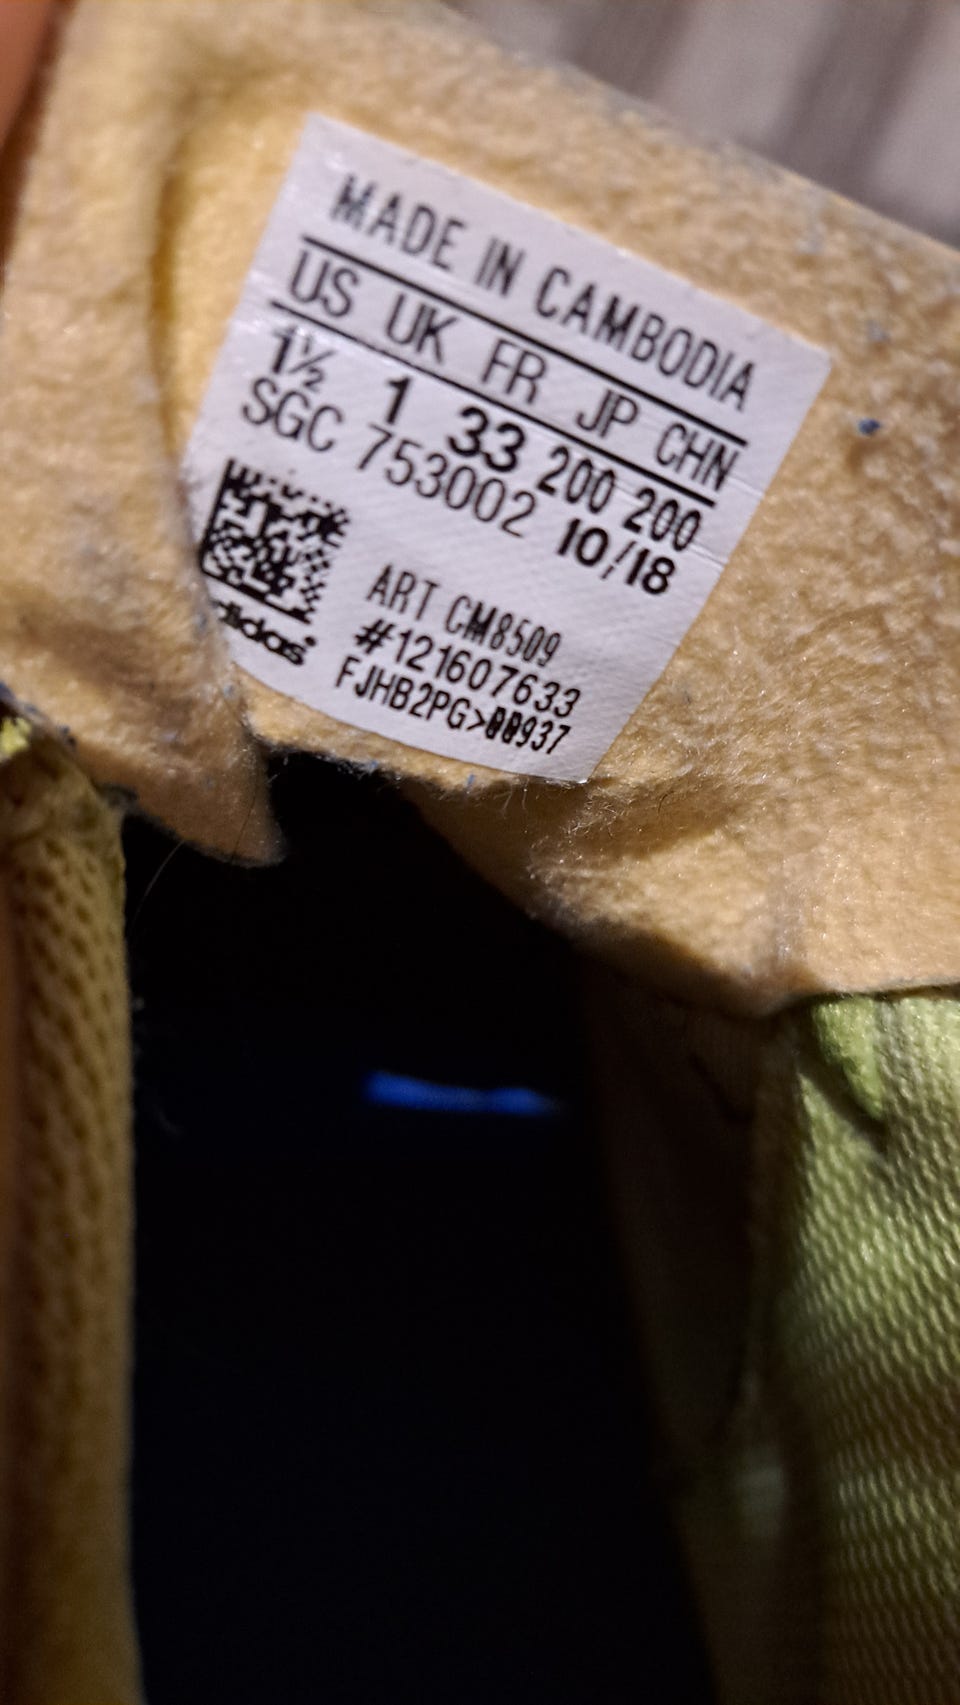 MADE IN CAMBODIA
US UK FR JP CHN
1½ 1 33 200 200
SGC 753002 10/18
ART CM8509
#121607633
FJHB2PG>00937
adidas